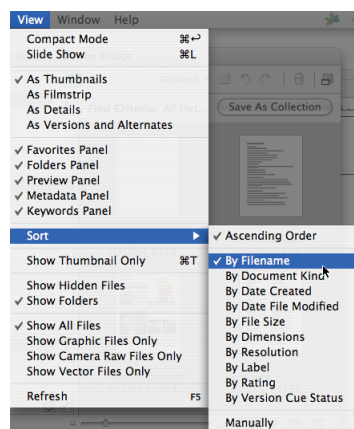 View Window Help
Compact Mode ⌘↩
Slide Show ⌘L
✓ As Thumbnails
As Filmstrip
As Details
As Versions and Alternates
Find Criteria: All Met
Save As Collection
✓ Favorites Panel
✓ Folders Panel
✓ Preview Panel
✓ Metadata Panel
✓ Keywords Panel
Sort ▶
✓ Ascending Order
Show Thumbnail Only ⌘T
✓ By Filename
By Document Kind
Show Hidden Files
By Date Created
✓ Show Folders
By Date File Modified
By File Size
✓ Show All Files
By Dimensions
Show Graphic Files Only
By Resolution
Show Camera Raw Files Only
By Label
Show Vector Files Only
By Rating
Refresh F5
By Version Cue Status
Manually